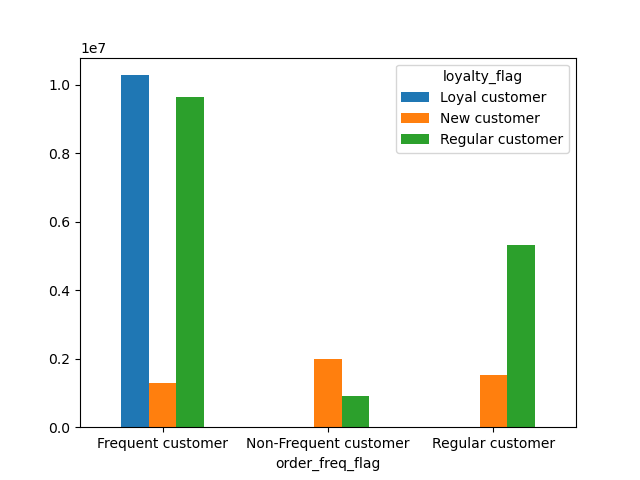 1e7
loyalty_flag
Loyal customer
New customer
Regular customer
1.0
0.8
0.6
0.4
0.2
0.0
Frequent customer Non-Frequent customer Regular customer
order_freq_flag